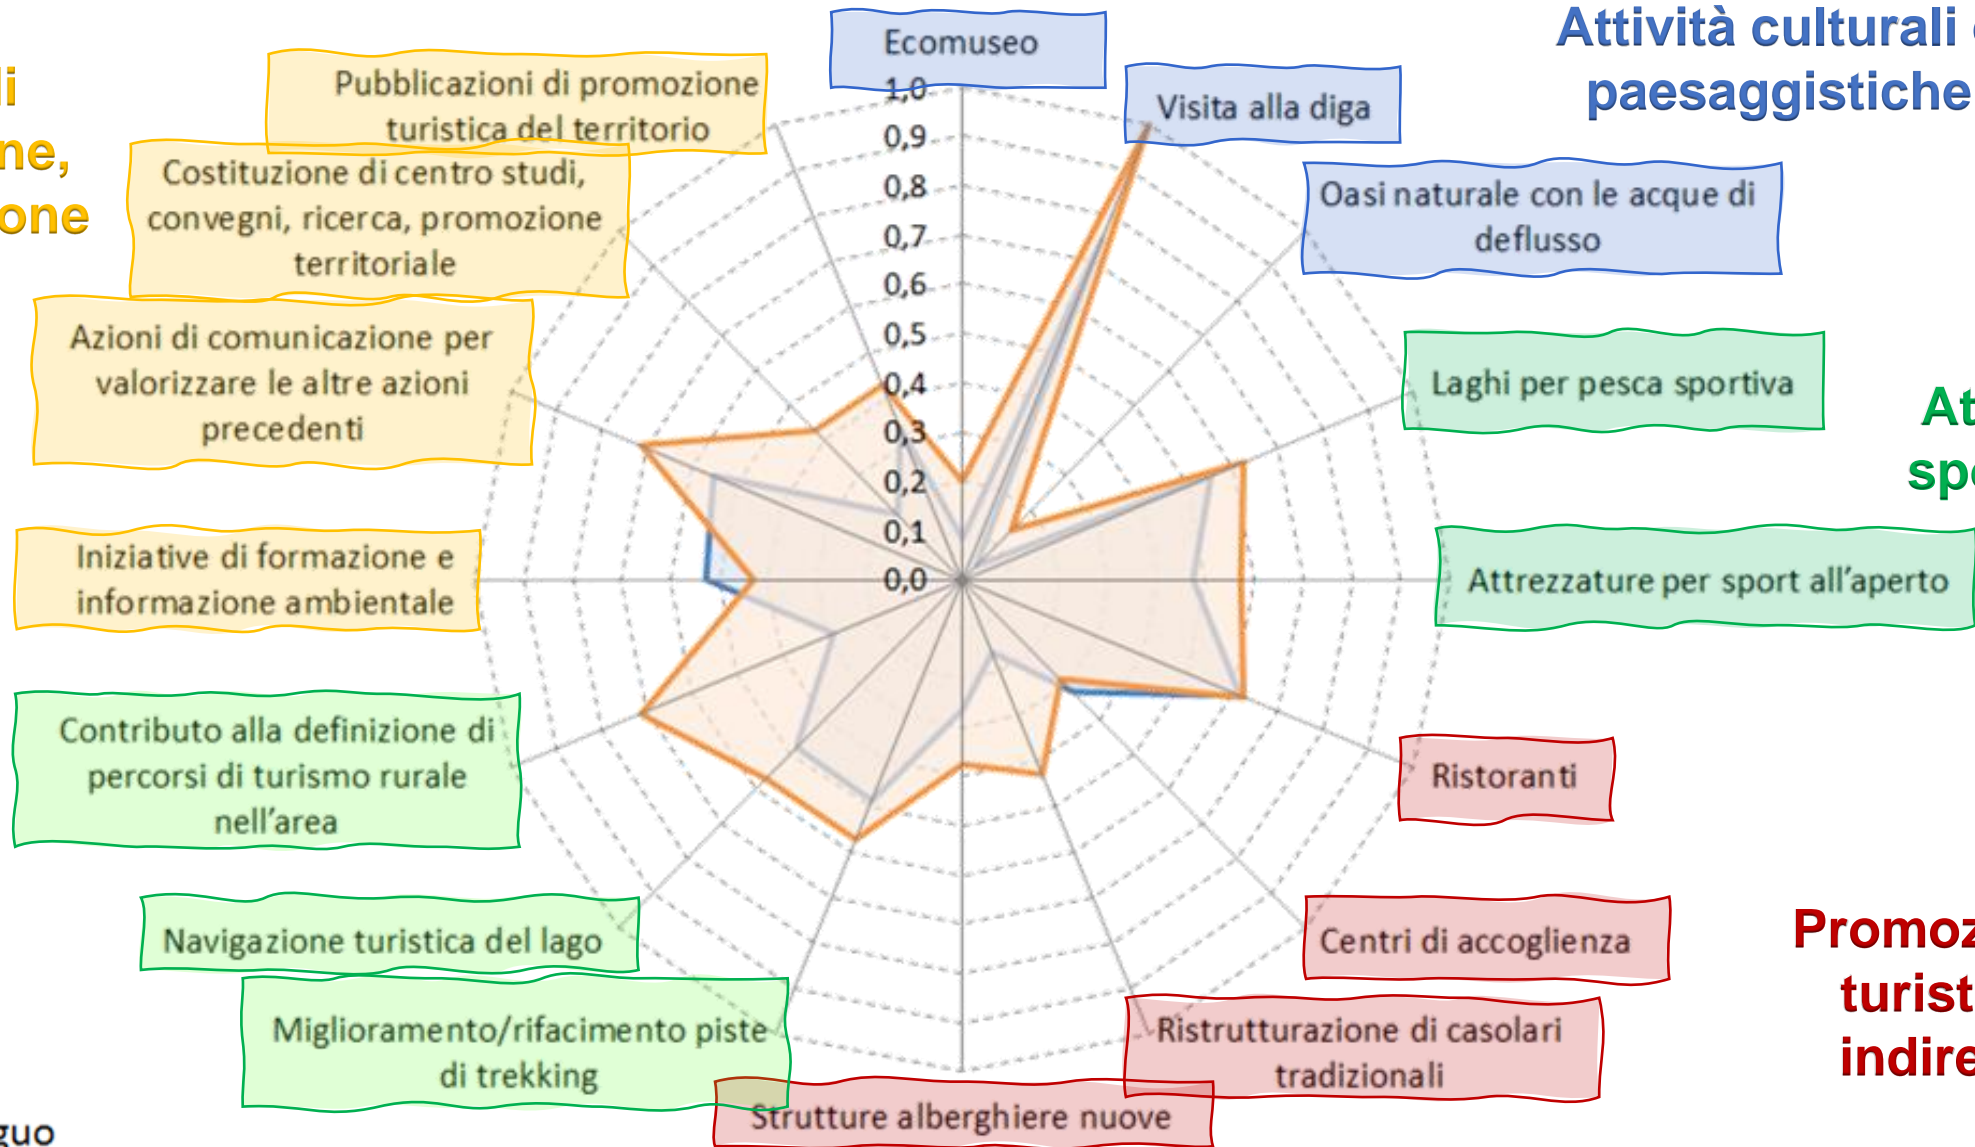 Attività culturali e
paesaggistiche
Ecomuseo
Visita alla diga
Oasi naturale con le acque di
deflusso
Laghi per pesca sportiva
Attrezzature per sport all'aperto
Ristoranti
Centri di accoglienza
Ristrutturazione di casolari
tradizionali
Strutture alberghiere nuove
Miglioramento/rifacimento piste
di trekking
Navigazione turistica del lago
Contributo alla definizione di
percorsi di turismo rurale
nell'area
Iniziative di formazione e
informazione ambientale
Azioni di comunicazione per
valorizzare le altre azioni
precedenti
Costituzione di centro studi,
convegni, ricerca, promozione
territoriale
Pubblicazioni di promozione
turistica del territorio
1,0
0,9
0,8
0,7
0,6
0,5
0,4
0,3
0,2
0,1
0,0